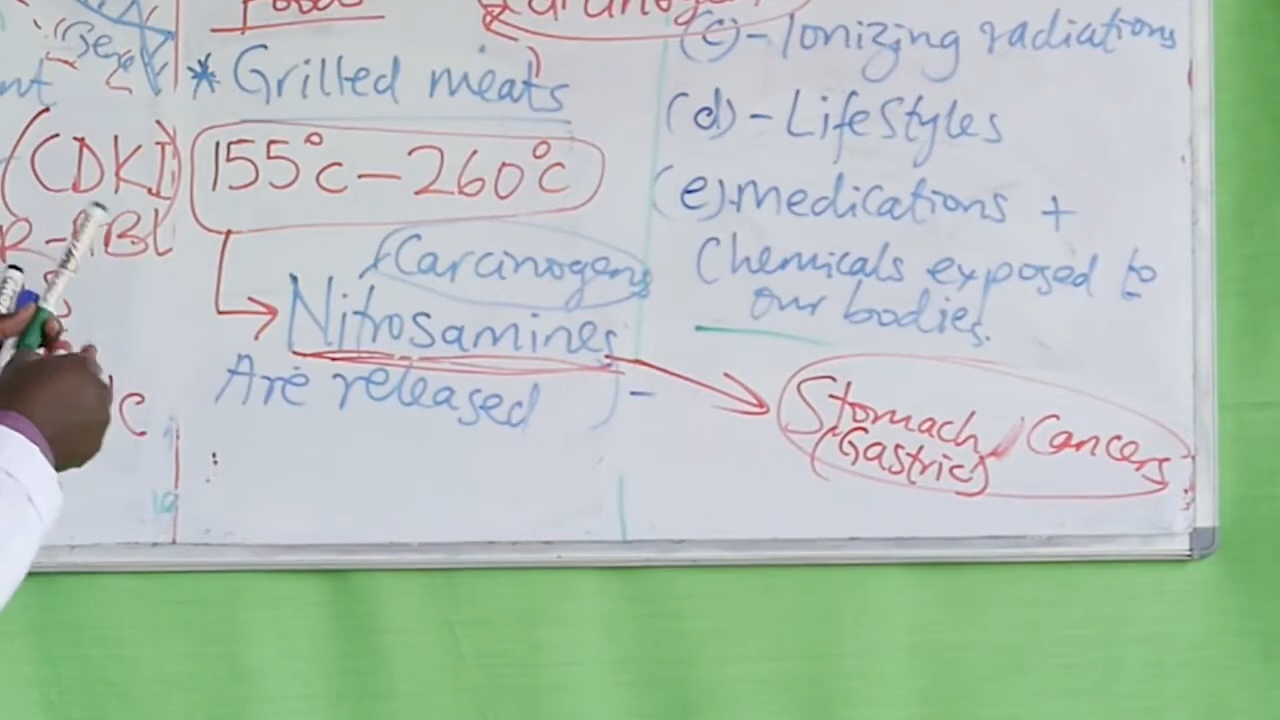 Foods
* Grilled meats
155°c – 260°c
(Carcinogens
Nitrosamines
Are released
(CDKI)
(c) - Ionizing radiations
(d) - LifeStyles
(e) medications +
Chemicals exposed to
our bodies.
Stomach Cancers
(Gastric)